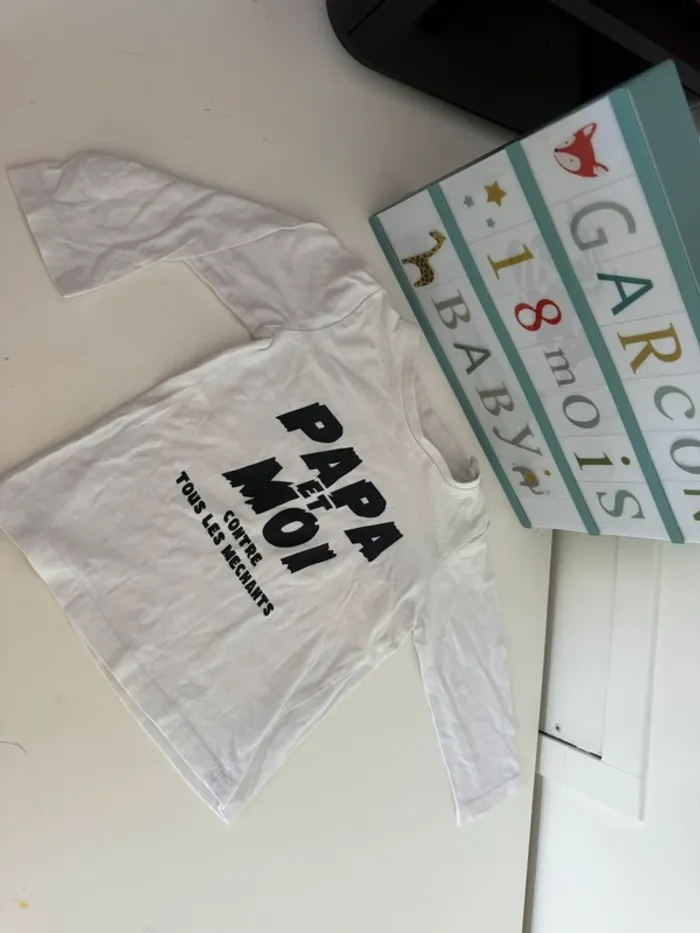 PAPA
ET
MOI
CONTRE
TOUS LES MECHANTS
GARCON
18 mOis
BABY